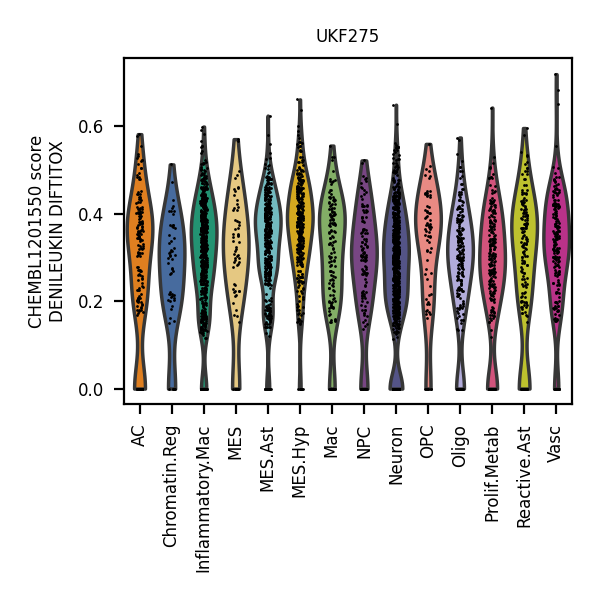 UKF275
CHEMBL1201550 score
DENILEUKIN DIFTITOX
0.6
0.4
0.2
0.0
AC
Chromatin.Reg
Inflammatory.Mac
MES
MES.Ast
MES.Hyp
Mac
NPC
Neuron
OPC
Oligo
Prolif.Metab
Reactive.Ast
Vasc